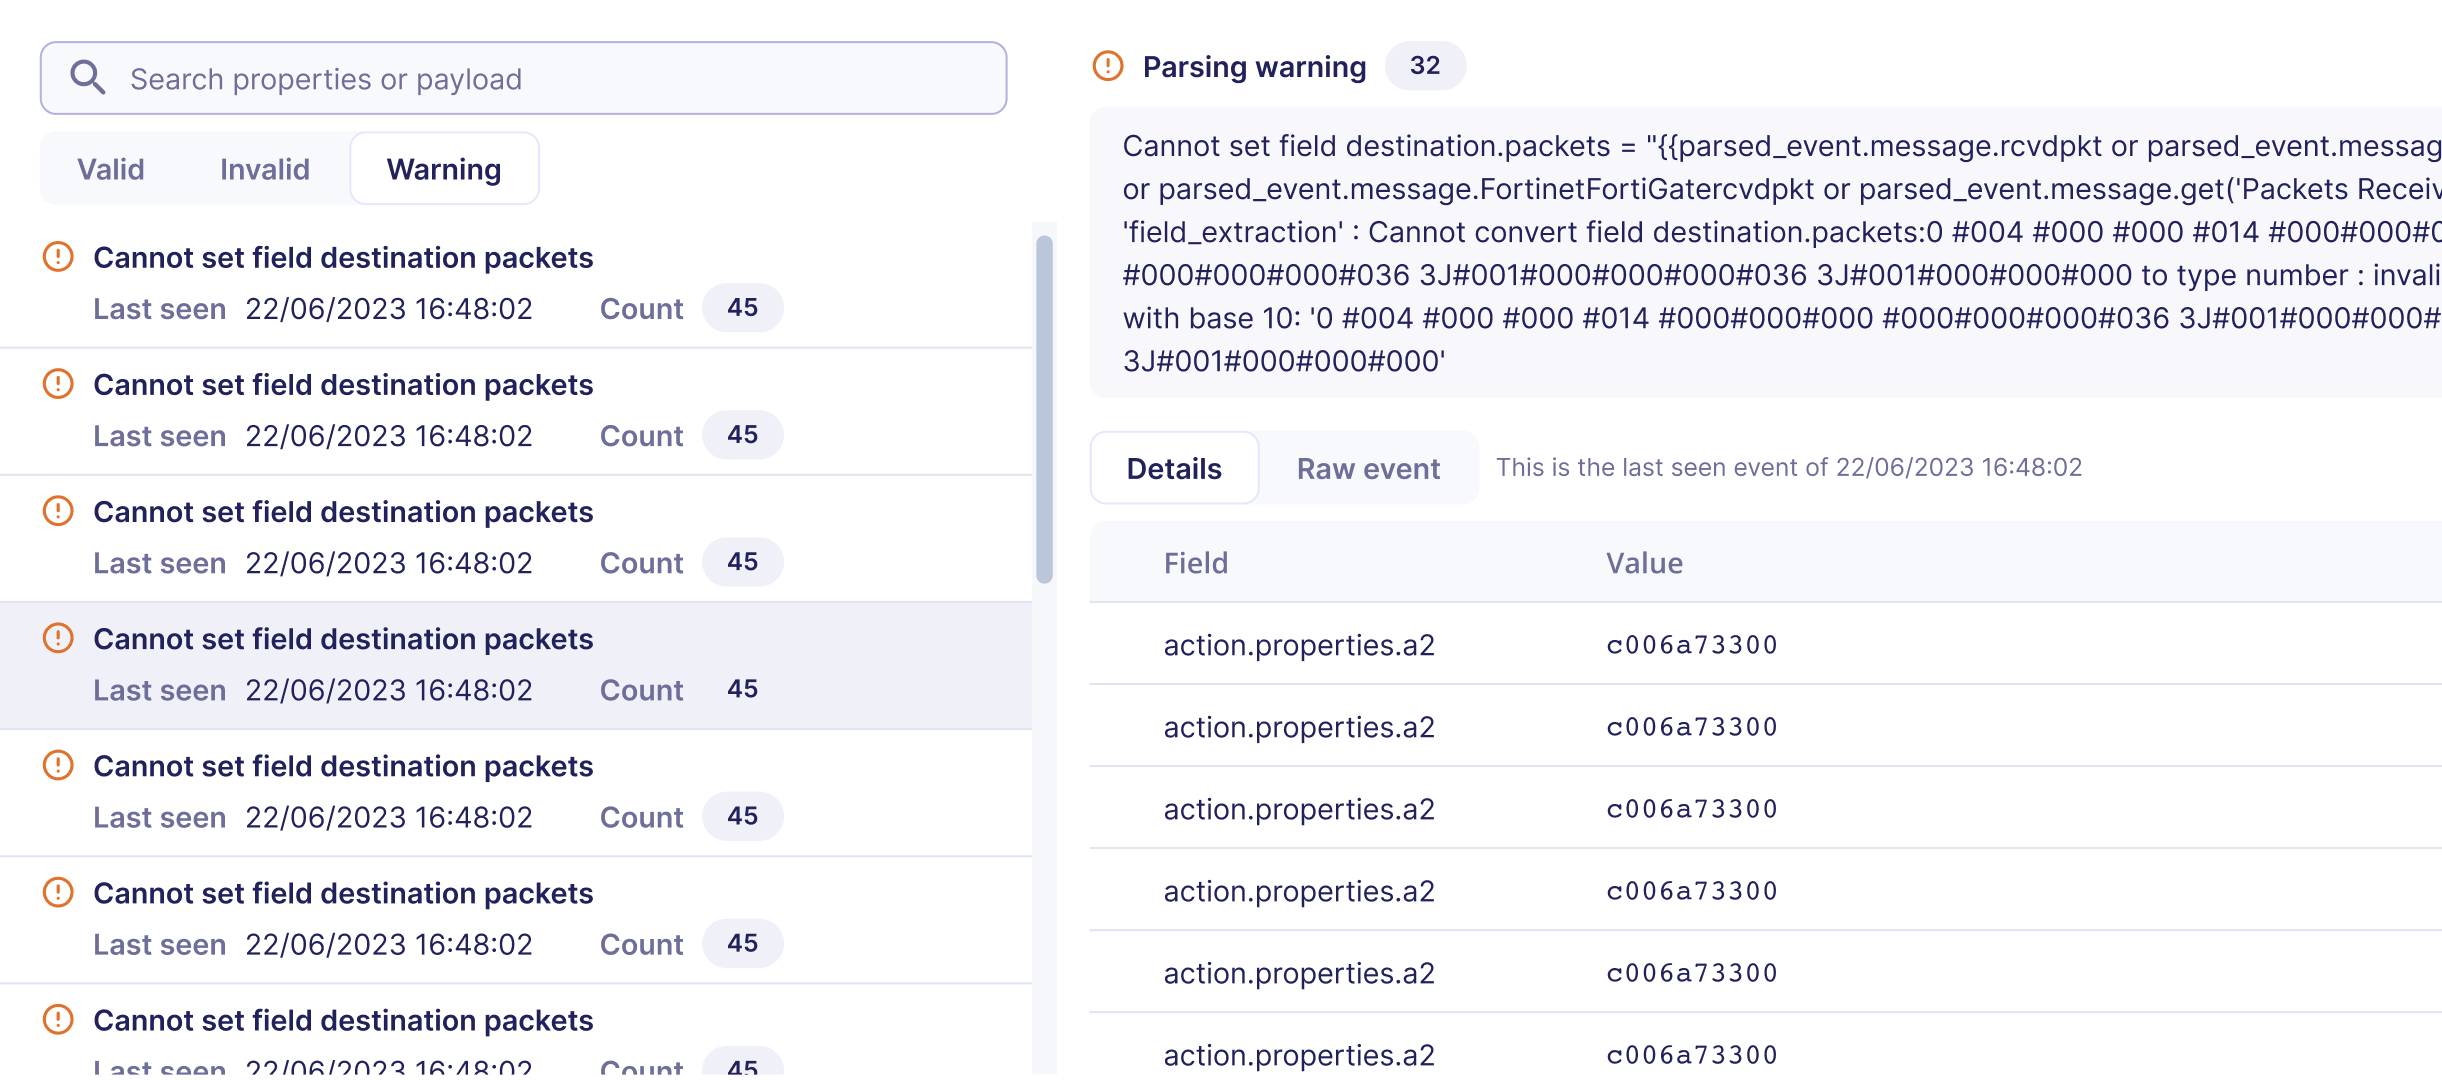 Search properties or payload
Valid Invalid Warning
Cannot set field destination packets
Last seen 22/06/2023 16:48:02 Count 45
Cannot set field destination packets
Last seen 22/06/2023 16:48:02 Count 45
Cannot set field destination packets
Last seen 22/06/2023 16:48:02 Count 45
Cannot set field destination packets
Last seen 22/06/2023 16:48:02 Count 45
Cannot set field destination packets
Last seen 22/06/2023 16:48:02 Count 45
Cannot set field destination packets
Last seen 22/06/2023 16:48:02 Count 45
Cannot set field destination packets
Last seen 22/06/2023 16:48:02 Count 45
Parsing warning 32
Cannot set field destination.packets = "{{parsed_event.message.rcvdpkt or parsed_event.messag
or parsed_event.message.FortinetFortiGatercvdpkt or parsed_event.message.get('Packets Receiv
'field_extraction' : Cannot convert field destination.packets:0 #004 #000 #000 #014 #000#000#0
#000#000#000#036 3J#001#000#000#000#036 3J#001#000#000#000 to type number : invali
with base 10: '0 #004 #000 #000 #014 #000#000#000 #000#000#000#036 3J#001#000#000#
3J#001#000#000#000'
Details Raw event This is the last seen event of 22/06/2023 16:48:02
Field Value
action.properties.a2 c006a73300
action.properties.a2 c006a73300
action.properties.a2 c006a73300
action.properties.a2 c006a73300
action.properties.a2 c006a73300
action.properties.a2 c006a73300